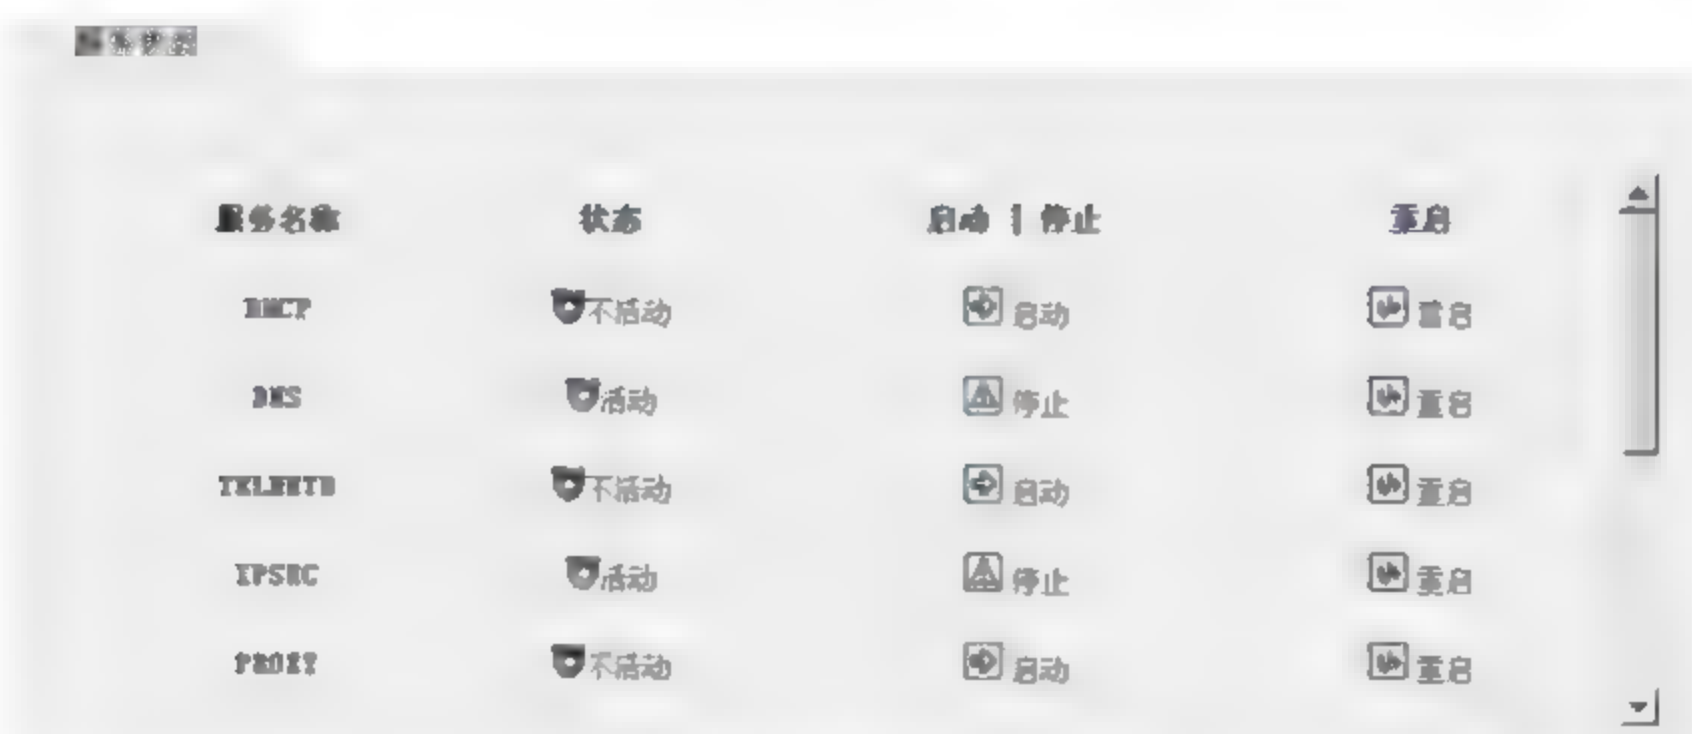 服务名称 状态 启动 | 停止 重启
DHCP 不活动 启动 重启
DNS 活动 停止 重启
TELNETD 不活动 启动 重启
IPSEC 活动 停止 重启
PROXY 不活动 启动 重启